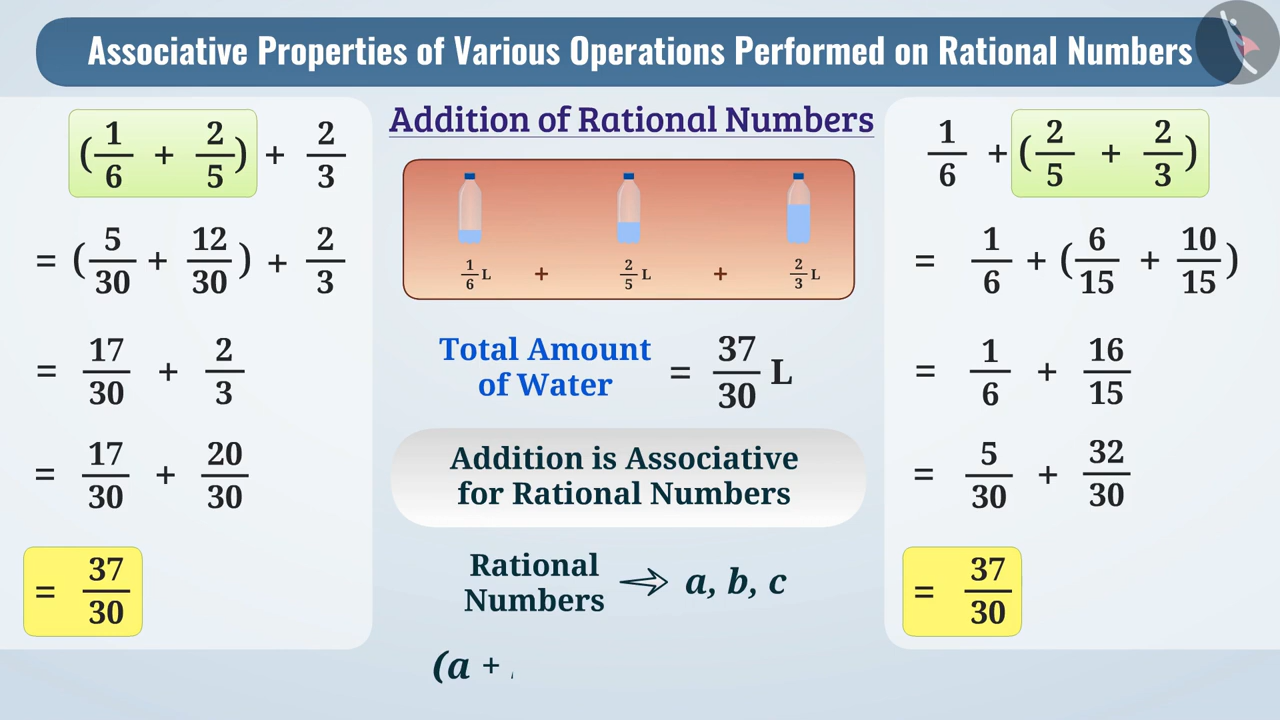 Associative Properties of Various Operations Performed on Rational Numbers
(1/6 + 2/5) + 2/3
= (5/30 + 12/30) + 2/3
= 17/30 + 2/3
= 17/30 + 20/30
= 37/30
Addition of Rational Numbers
1/6 L + 2/5 L + 2/3 L
Total Amount
of Water = 37/30 L
Addition is Associative
for Rational Numbers
Rational
Numbers ⇒ a, b, c
(a +
1/6 + (2/5 + 2/3)
= 1/6 + (6/15 + 10/15)
= 1/6 + 16/15
= 5/30 + 32/30
= 37/30